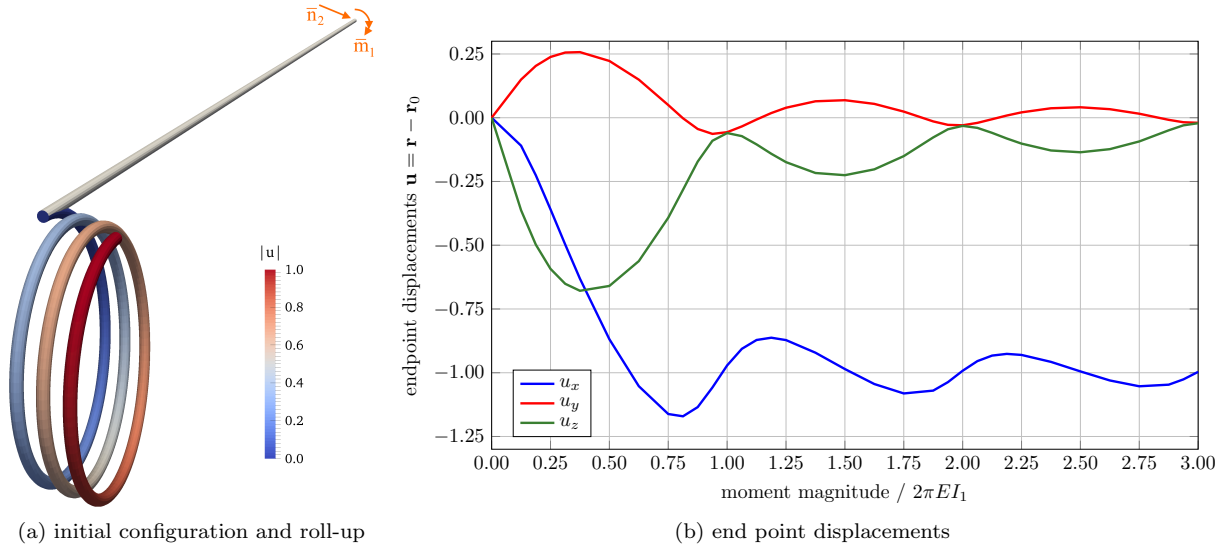 n̅₂
m̅₁
|u|
1.0
0.8
0.6
0.4
0.2
0.0
(a) initial configuration and roll-up
endpoint displacements u = r − r₀
0.25
0.00
−0.25
−0.50
−0.75
−1.00
−1.25
uₓ
u_y
u_z
0.00 0.25 0.50 0.75 1.00 1.25 1.50 1.75 2.00 2.25 2.50 2.75 3.00
moment magnitude / 2πEI₁
(b) end point displacements